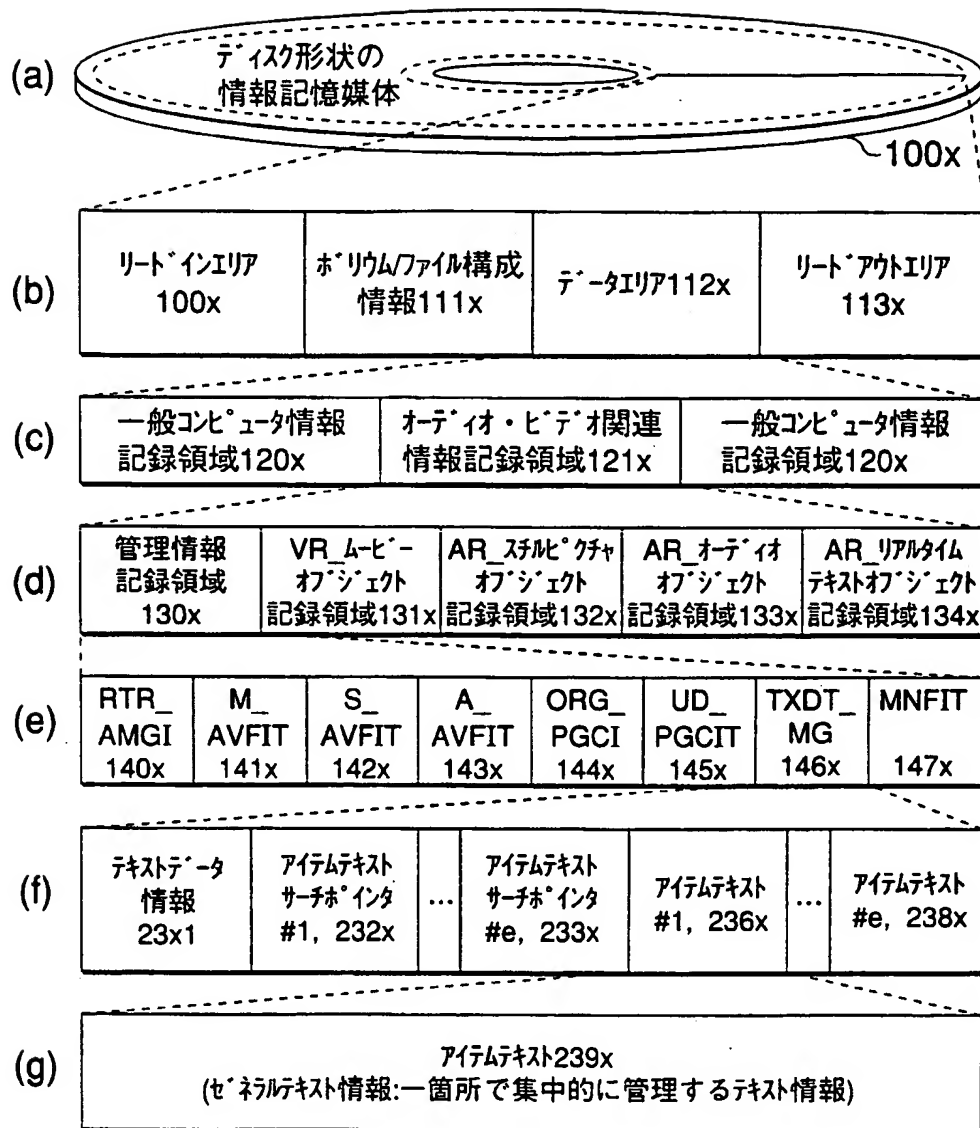 (a)
ディスク形状の
情報記憶媒体
100x
(b)
リードインエリア
100x
ボリウム/ファイル構成
情報111x
データエリア112x
リードアウトエリア
113x
(c)
一般コンピュータ情報
記録領域120x
オーディオ・ビデオ関連
情報記録領域121x
一般コンピュータ情報
記録領域120x
(d)
管理情報
記録領域
130x
VR_ムービー
オブジェクト
記録領域131x
AR_スチルピクチャ
オブジェクト
記録領域132x
AR_オーディオ
オブジェクト
記録領域133x
AR_リアルタイム
テキストオブジェクト
記録領域134x
(e)
RTR_
AMGI
140x
M_
AVFIT
141x
S_
AVFIT
142x
A_
AVFIT
143x
ORG_
PGCI
144x
UD_
PGCIT
145x
TXDT_
MG
146x
MNFIT
147x
(f)
テキストデータ
情報
23x1
アイテムテキスト
サーチポインタ
#1, 232x
...
アイテムテキスト
サーチポインタ
#e, 233x
アイテムテキスト
#1, 236x
...
アイテムテキスト
#e, 238x
(g)
アイテムテキスト239x
(ゼネラルテキスト情報:一箇所で集中的に管理するテキスト情報)